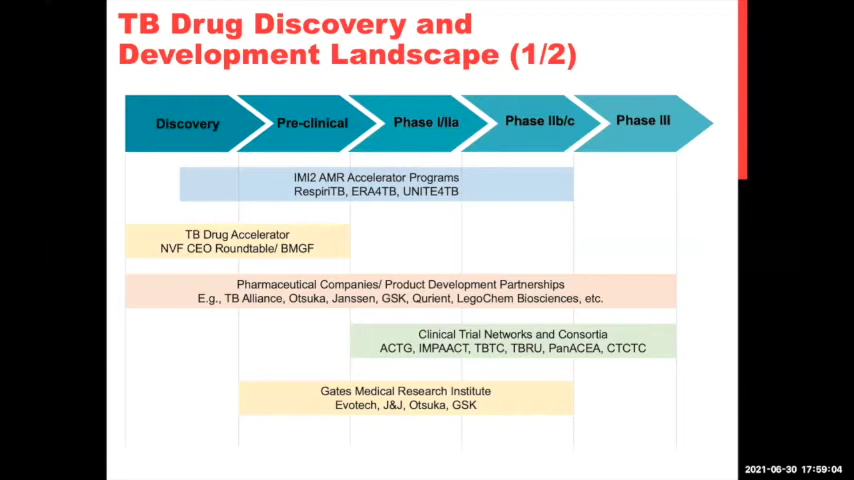 TB Drug Discovery and
Development Landscape (1/2)
Discovery
Pre-clinical
Phase I/IIa
Phase IIb/c
Phase III
IMI2 AMR Accelerator Programs
RespiriTB, ERA4TB, UNITE4TB
TB Drug Accelerator
NVF CEO Roundtable/ BMGF
Pharmaceutical Companies/ Product Development Partnerships
E.g., TB Alliance, Otsuka, Janssen, GSK, Qurient, LegoChem Biosciences, etc.
Clinical Trial Networks and Consortia
ACTG, IMPAACT, TBTC, TBRU, PanACEA, CTCTC
Gates Medical Research Institute
Evotech, J&J, Otsuka, GSK
2021-06-30 17:59:04